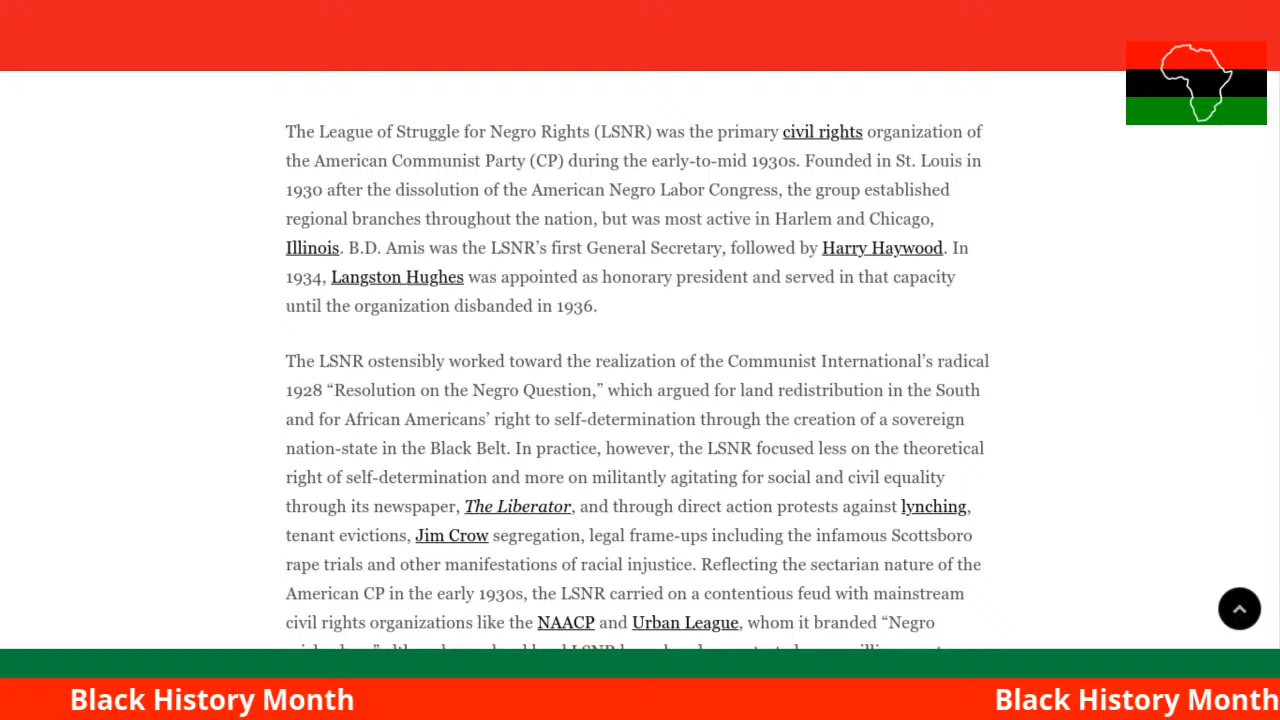 The League of Struggle for Negro Rights (LSNR) was the primary civil rights organization of
the American Communist Party (CP) during the early-to-mid 1930s. Founded in St. Louis in
1930 after the dissolution of the American Negro Labor Congress, the group established
regional branches throughout the nation, but was most active in Harlem and Chicago,
Illinois. B.D. Amis was the LSNR’s first General Secretary, followed by Harry Haywood. In
1934, Langston Hughes was appointed as honorary president and served in that capacity
until the organization disbanded in 1936.
The LSNR ostensibly worked toward the realization of the Communist International’s radical
1928 “Resolution on the Negro Question,” which argued for land redistribution in the South
and for African Americans’ right to self-determination through the creation of a sovereign
nation-state in the Black Belt. In practice, however, the LSNR focused less on the theoretical
right of self-determination and more on militantly agitating for social and civil equality
through its newspaper, The Liberator, and through direct action protests against lynching,
tenant evictions, Jim Crow segregation, legal frame-ups including the infamous Scottsboro
rape trials and other manifestations of racial injustice. Reflecting the sectarian nature of the
American CP in the early 1930s, the LSNR carried on a contentious feud with mainstream
civil rights organizations like the NAACP and Urban League, whom it branded “Negro
Black History Month
Black History Month